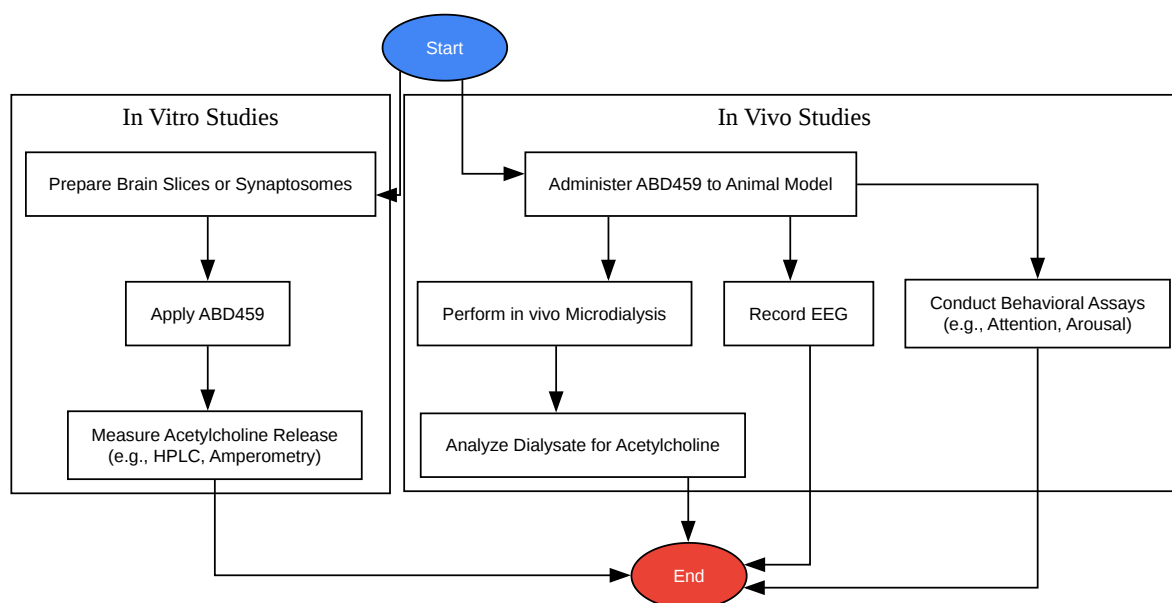 Start
In Vitro Studies
Prepare Brain Slices or Synaptosomes
Apply ABD459
Measure Acetylcholine Release
(e.g., HPLC, Amperometry)
In Vivo Studies
Administer ABD459 to Animal Model
Perform in vivo Microdialysis
Record EEG
Conduct Behavioral Assays
(e.g., Attention, Arousal)
Analyze Dialysate for Acetylcholine
End